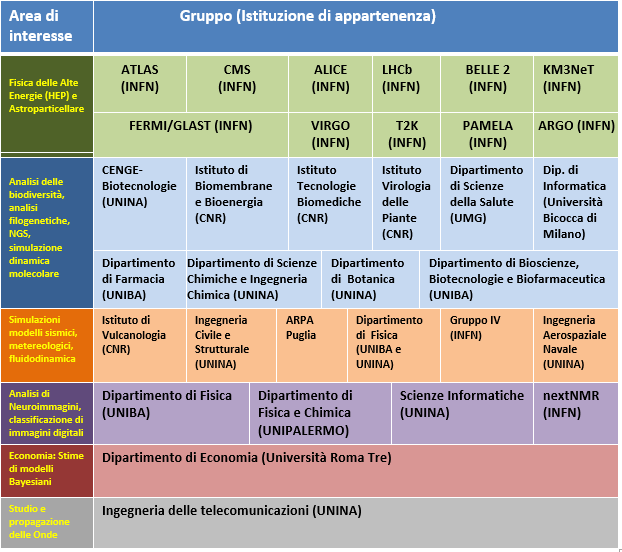 Area di
interesse
Gruppo (Istituzione di appartenenza)
Fisica delle Alte
Energie (HEP) e
Astroparticellare
ATLAS
(INFN)
CMS
(INFN)
ALICE
(INFN)
LHCb
(INFN)
BELLE 2
(INFN)
KM3NeT
(INFN)
FERMI/GLAST (INFN)
VIRGO
(INFN)
T2K
(INFN)
PAMELA
(INFN)
ARGO (INFN)
Analisi delle
biodiversità,
analisi
filogenetiche,
NGS,
simulazione
dinamica
molecolare
CENGE-
Biotecnologie
(UNINA)
Istituto di
Biomembrane
e Bioenergia
(CNR)
Istituto
Tecnologie
Biomediche
(CNR)
Istituto
Virologia
delle
Piante
(CNR)
Dipartimento
di Scienze
della Salute
(UMG)
Dip. di
Informatica
(Università
Bicocca di
Milano)
Dipartimento
di Farmacia
(UNIBA)
Dipartimento di Scienze
Chimiche e Ingegneria
Chimica (UNINA)
Dipartimento
di Botanica
(UNINA)
Dipartimento di Bioscienze,
Biotecnologie e Biofarmaceutica
(UNIBA)
Simulazioni
modelli sismici,
metereologici,
fluidodinamica
Istituto di
Vulcanologia
(CNR)
Ingegneria
Civile e
Strutturale
(UNINA)
ARPA
Puglia
Dipartimento
di Fisica
(UNIBA e
UNINA)
Gruppo IV
(INFN)
Ingegneria
Aerospaziale
Navale
(UNINA)
Analisi di
Neuroimmagini,
classificazione di
immagini digitali
Dipartimento di Fisica
(UNIBA)
Dipartimento di
Fisica e Chimica
(UNIPALERMO)
Scienze Informatiche
(UNINA)
nextNMR
(INFN)
Economia: Stime
di modelli
Bayesiani
Dipartimento di Economia (Università Roma Tre)
Studio e
propagazione
delle Onde
Ingegneria delle telecomunicazioni (UNINA)